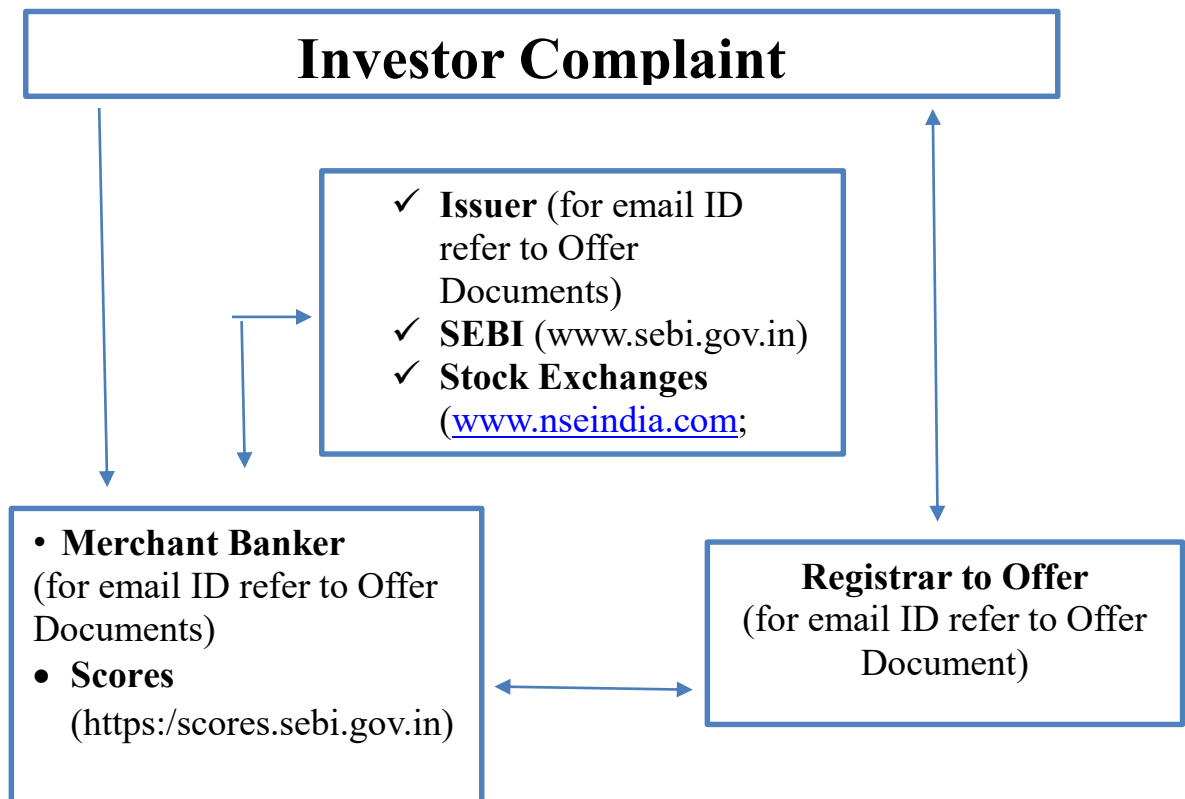 Investor Complaint
✓ Issuer (for email ID
refer to Offer
Documents)
✓ SEBI (www.sebi.gov.in)
✓ Stock Exchanges
(www.nseindia.com;
• Merchant Banker
(for email ID refer to Offer
Documents)
• Scores
(https:/scores.sebi.gov.in)
Registrar to Offer
(for email ID refer to Offer
Document)